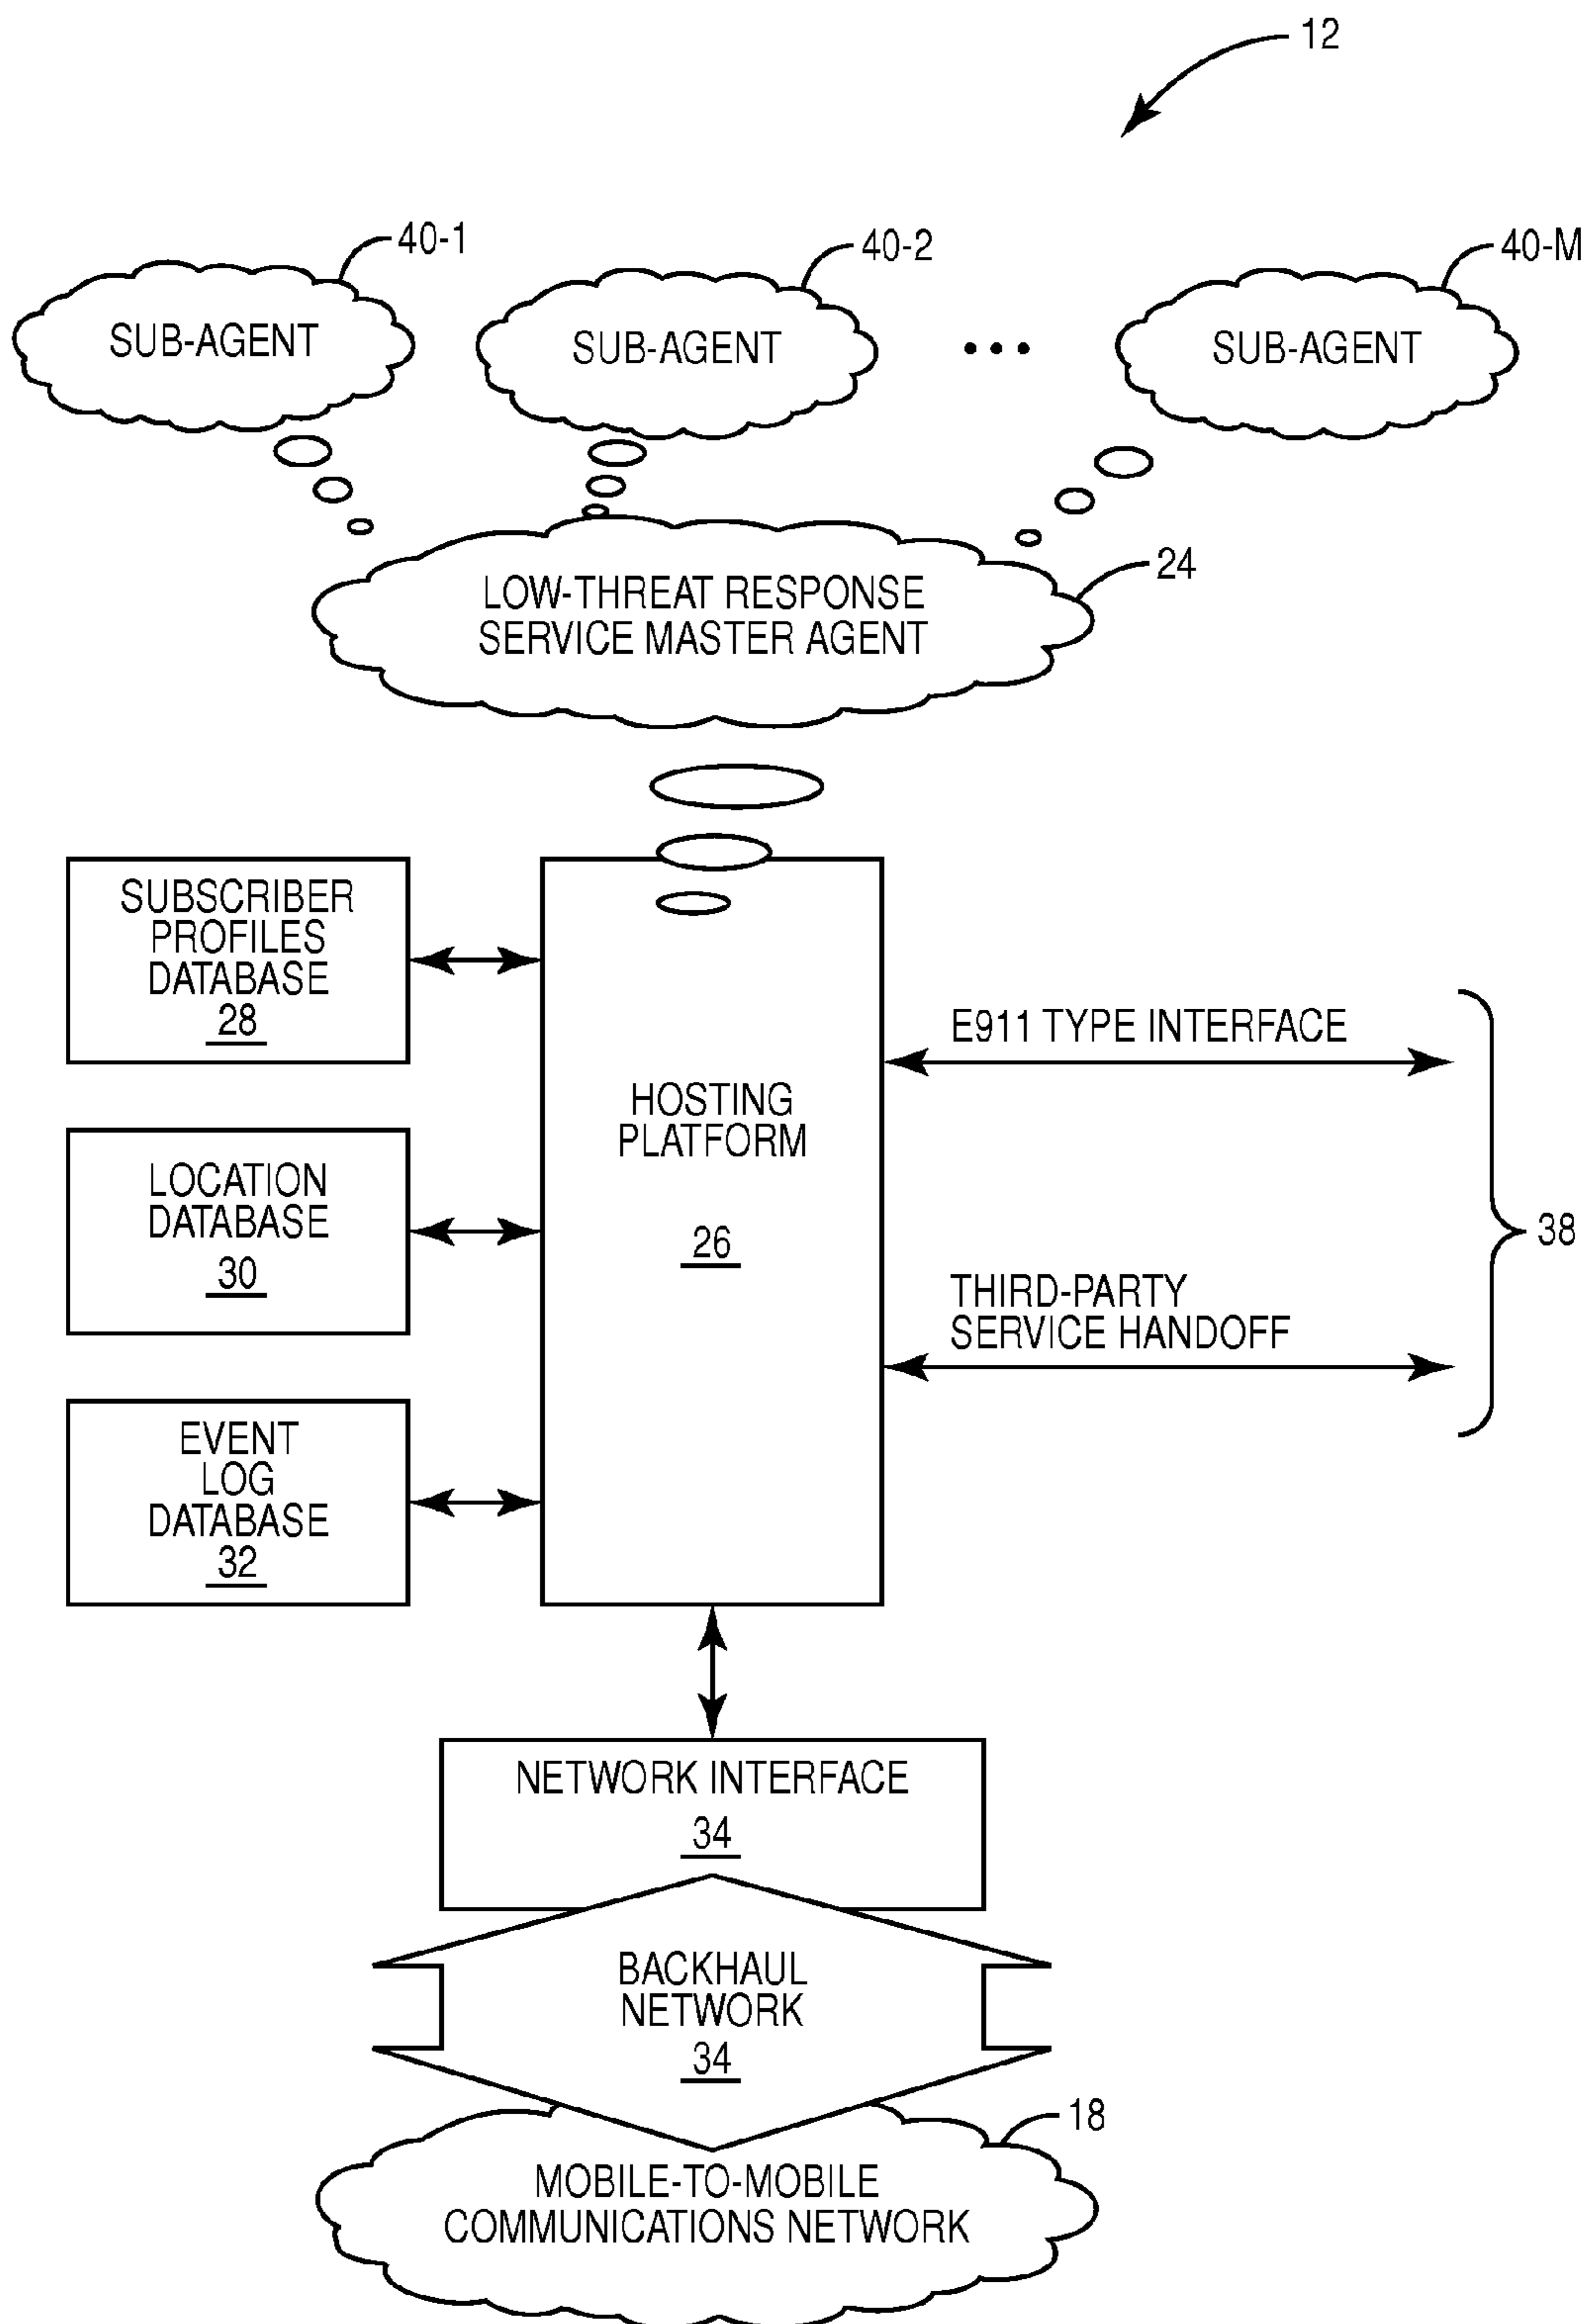 12
40-1
40-2
40-M
SUB-AGENT
SUB-AGENT
•••
SUB-AGENT
24
LOW-THREAT RESPONSE
SERVICE MASTER AGENT
SUBSCRIBER
PROFILES
DATABASE
28
LOCATION
DATABASE
30
EVENT
LOG
DATABASE
32
HOSTING
PLATFORM
26
E911 TYPE INTERFACE
THIRD-PARTY
SERVICE HANDOFF
38
NETWORK INTERFACE
34
BACKHAUL
NETWORK
34
18
MOBILE-TO-MOBILE
COMMUNICATIONS NETWORK